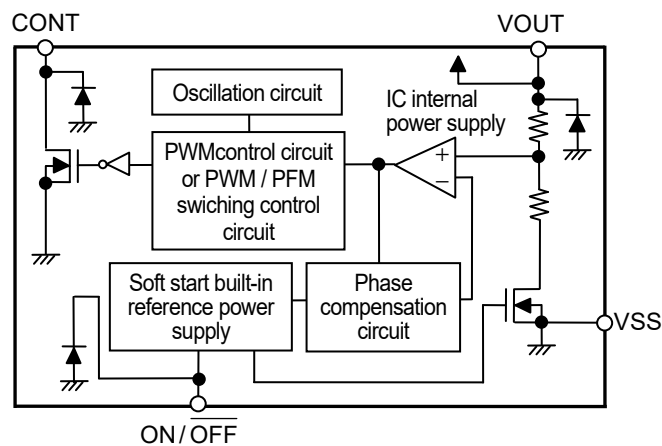 CONT
VOUT
Oscillation circuit
IC internal
power supply
PWMcontrol circuit
or PWM / PFM
swiching control
circuit
+
−
Soft start built-in
reference power
supply
Phase
compensation
circuit
VSS
ON/OFF